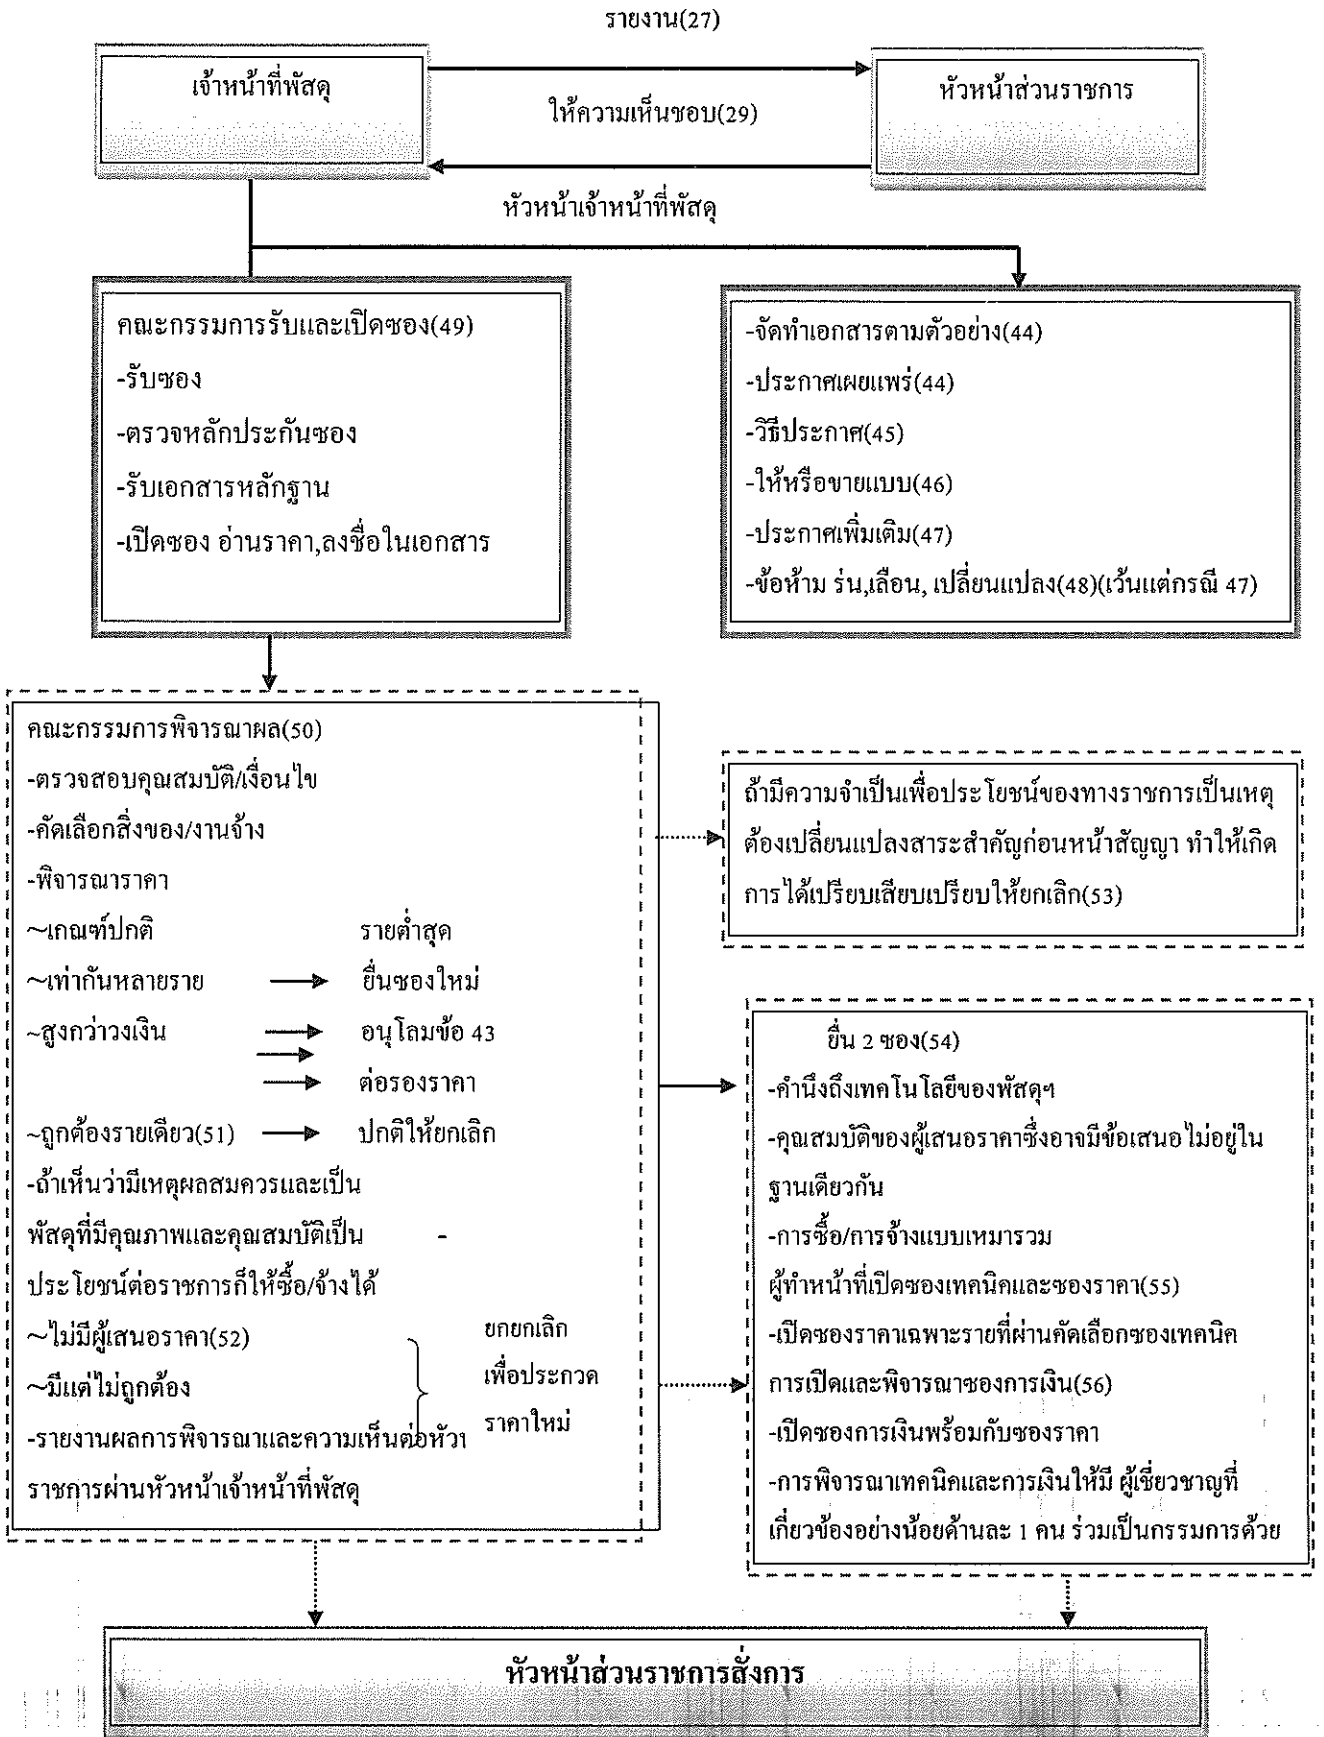 รายงาน(27)
เจ้าหน้าที่พัสดุ
หัวหน้าส่วนราชการ
ให้ความเห็นชอบ(29)
หัวหน้าเจ้าหน้าที่พัสดุ
คณะกรรมการรับและเปิดซอง(49)
-รับซอง
-ตรวจหลักประกันซอง
-รับเอกสารหลักฐาน
-เปิดซอง อ่านราคา,ลงชื่อในเอกสาร
-จัดทำเอกสารตามตัวอย่าง(44)
-ประกาศเผยแพร่(44)
-วิธีประกาศ(45)
-ให้หรือขายแบบ(46)
-ประกาศเพิ่มเติม(47)
-ข้อห้าม ร่น,เลื่อน, เปลี่ยนแปลง(48)(เว้นแต่กรณี 47)
คณะกรรมการพิจารณาผล(50)
-ตรวจสอบคุณสมบัติ/เงื่อนไข
-คัดเลือกสิ่งของ/งานจ้าง
-พิจารณาราคา
~เกณฑ์ปกติ รายต่ำสุด
~เท่ากันหลายราย ยื่นซองใหม่
~สูงกว่าวงเงิน อนุโลมข้อ 43
ต่อรองราคา
~ถูกต้องรายเดียว(51) ปกติให้ยกเลิก
-ถ้าเห็นว่ามีเหตุผลสมควรและเป็น
พัสดุที่มีคุณภาพและคุณสมบัติเป็น -
ประโยชน์ต่อราชการก็ให้ซื้อ/จ้างได้
~ไม่มีผู้เสนอราคา(52)
~มีแต่ไม่ถูกต้อง
ยกยกเลิก
เพื่อประกวด
ราคาใหม่
-รายงานผลการพิจารณาและความเห็นต่อหัวห
ราชการผ่านหัวหน้าเจ้าหน้าที่พัสดุ
ถ้ามีความจำเป็นเพื่อประโยชน์ของทางราชการเป็นเหตุ
ต้องเปลี่ยนแปลงสาระสำคัญก่อนหน้าสัญญา ทำให้เกิด
การได้เปรียบเสียบเปรียบให้ยกเลิก(53)
ยื่น 2 ซอง(54)
-คำนึงถึงเทคโนโลยีของพัสดุฯ
-คุณสมบัติของผู้เสนอราคาซึ่งอาจมีข้อเสนอไม่อยู่ใน
ฐานเดียวกัน
-การซื้อ/การจ้างแบบเหมารวม
ผู้ทำหน้าที่เปิดซองเทคนิคและซองราคา(55)
-เปิดซองราคาเฉพาะรายที่ผ่านคัดเลือกซองเทคนิค
การเปิดและพิจารณาซองการเงิน(56)
-เปิดซองการเงินพร้อมกับซองราคา
-การพิจารณาเทคนิคและการเงินให้มี ผู้เชี่ยวชาญที่
เกี่ยวข้องอย่างน้อยด้านละ 1 คน ร่วมเป็นกรรมการด้วย
หัวหน้าส่วนราชการสั่งการ